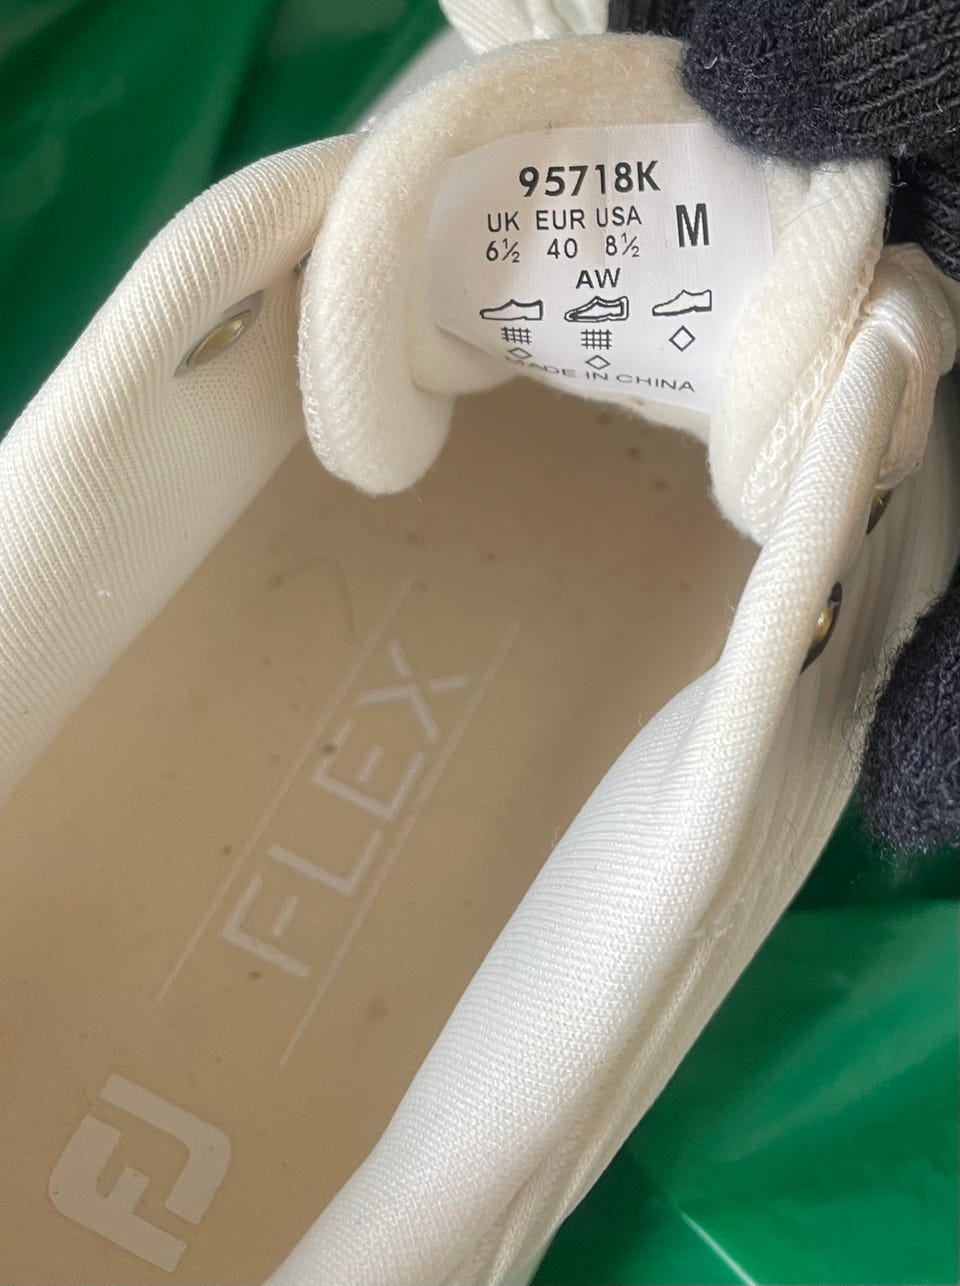 95718K
UK EUR USA M
6½ 40 8½
AW
MADE IN CHINA
FLEX
FJ